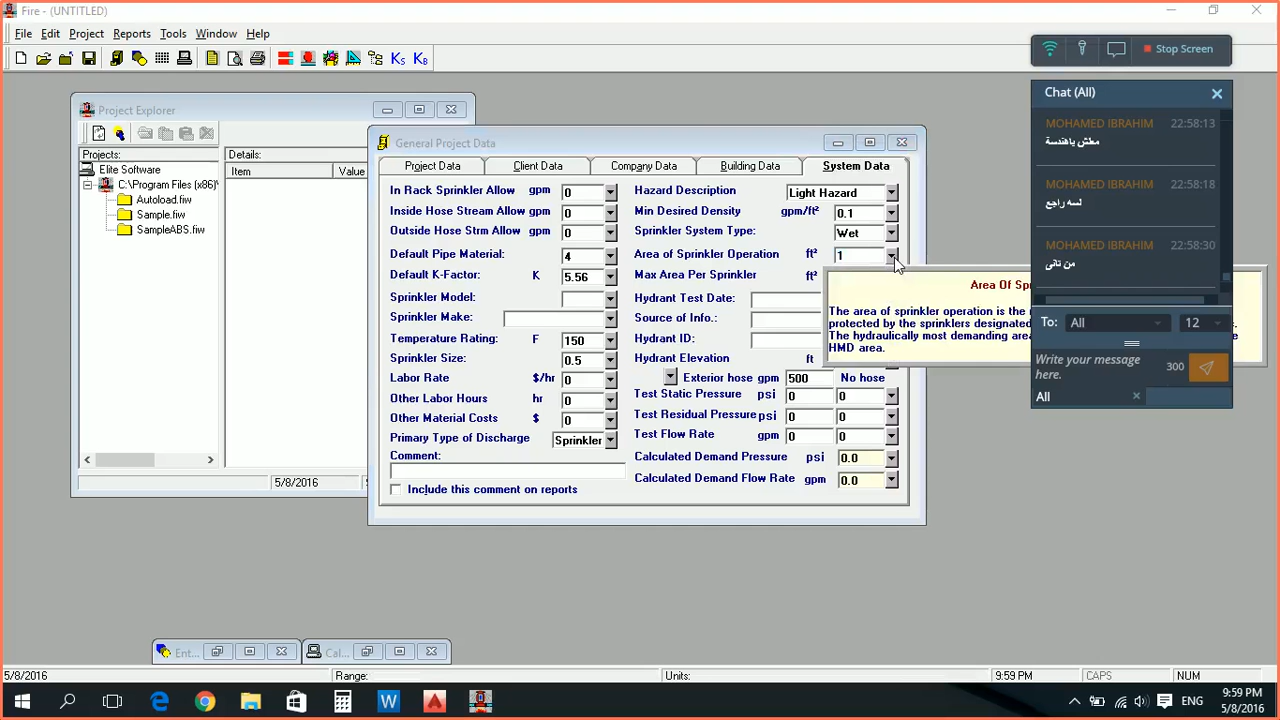 Fire - (UNTITLED)
File Edit Project Reports Tools Window Help
KS KB
Stop Screen
Project Explorer
Projects:
Elite Software
C:\Program Files (x86)\
Autoload.fiw
Sample.fiw
SampleABS.fiw
Details:
Item Value
5/8/2016
General Project Data
Project Data Client Data Company Data Building Data System Data
In Rack Sprinkler Allow gpm 0
Inside Hose Stream Allow gpm 0
Outside Hose Strm Allow gpm 0
Default Pipe Material: 4
Default K-Factor: K 5.56
Sprinkler Model:
Sprinkler Make:
Temperature Rating: F 150
Sprinkler Size: 0.5
Labor Rate $/hr 0
Other Labor Hours hr 0
Other Material Costs $ 0
Primary Type of Discharge Sprinkler
Comment:
Include this comment on reports
Hazard Description Light Hazard
Min Desired Density gpm/ft² 0.1
Sprinkler System Type: Wet
Area of Sprinkler Operation ft² 1
Max Area Per Sprinkler ft²
Hydrant Test Date:
Source of Info.:
Hydrant ID:
Hydrant Elevation ft
Exterior hose gpm 500 No hose
Test Static Pressure psi 0 0
Test Residual Pressure psi 0 0
Test Flow Rate gpm 0 0
Calculated Demand Pressure psi 0.0
Calculated Demand Flow Rate gpm 0.0
Area Of
The area of sprinkler operation is the
protected by the sprinklers designated
The hydraulically most demanding
HMD area.
Chat (All)
MOHAMED IBRAHIM 22:58:13
معلش ياهندسة
MOHAMED IBRAHIM 22:58:18
لسه راجع
MOHAMED IBRAHIM 22:58:30
من تانى
To: All 12
Write your message
here. 300
All
Ent... Cal...
5/8/2016 Range: Units: 9:59 PM CAPS NUM
ENG
9:59 PM
5/8/2016